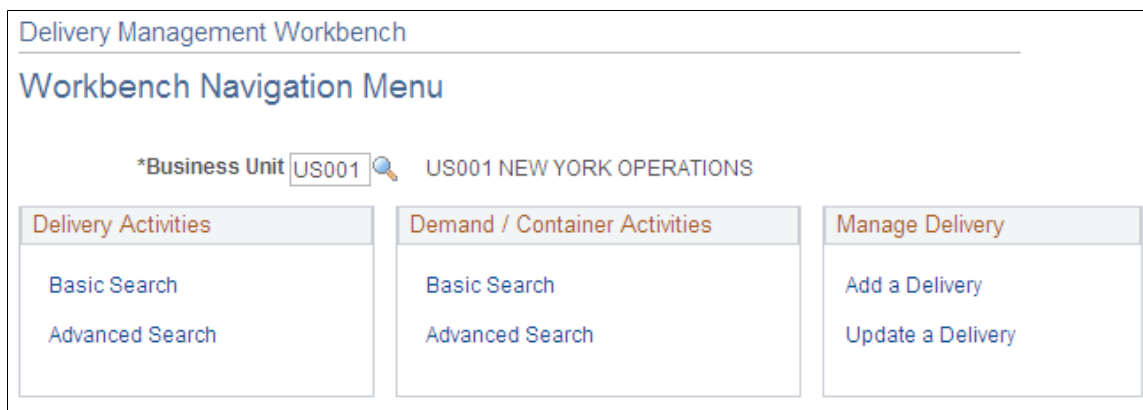 Delivery Management Workbench
Workbench Navigation Menu
*Business Unit US001 US001 NEW YORK OPERATIONS
Delivery Activities
Basic Search
Advanced Search
Demand / Container Activities
Basic Search
Advanced Search
Manage Delivery
Add a Delivery
Update a Delivery